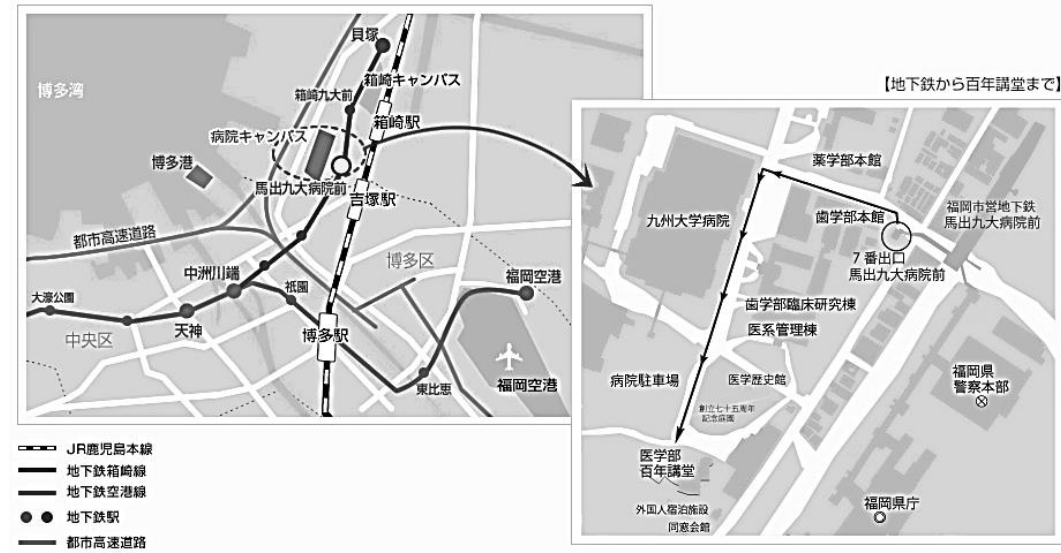 博多湾
貝塚
箱崎キャンパス
箱崎九大前
箱崎駅
病院キャンパス
博多港
馬出九大病院前
吉塚駅
都市高速道路
中洲川端
博多区
福岡空港
祇園
大濠公園
天神
中央区
博多駅
東比恵
福岡空港
JR鹿児島本線
地下鉄箱崎線
地下鉄空港線
地下鉄駅
都市高速道路
【地下鉄から百年講堂まで】
薬学部本館
九州大学病院
歯学部本館
福岡市営地下鉄
馬出九大病院前
7番出口
馬出九大病院前
歯学部臨床研究棟
医系管理棟
病院駐車場
医学歴史館
福岡県
警察本部
創立七十五周年
記念庭園
医学部
百年講堂
外国人宿泊施設
同窓会館
福岡県庁